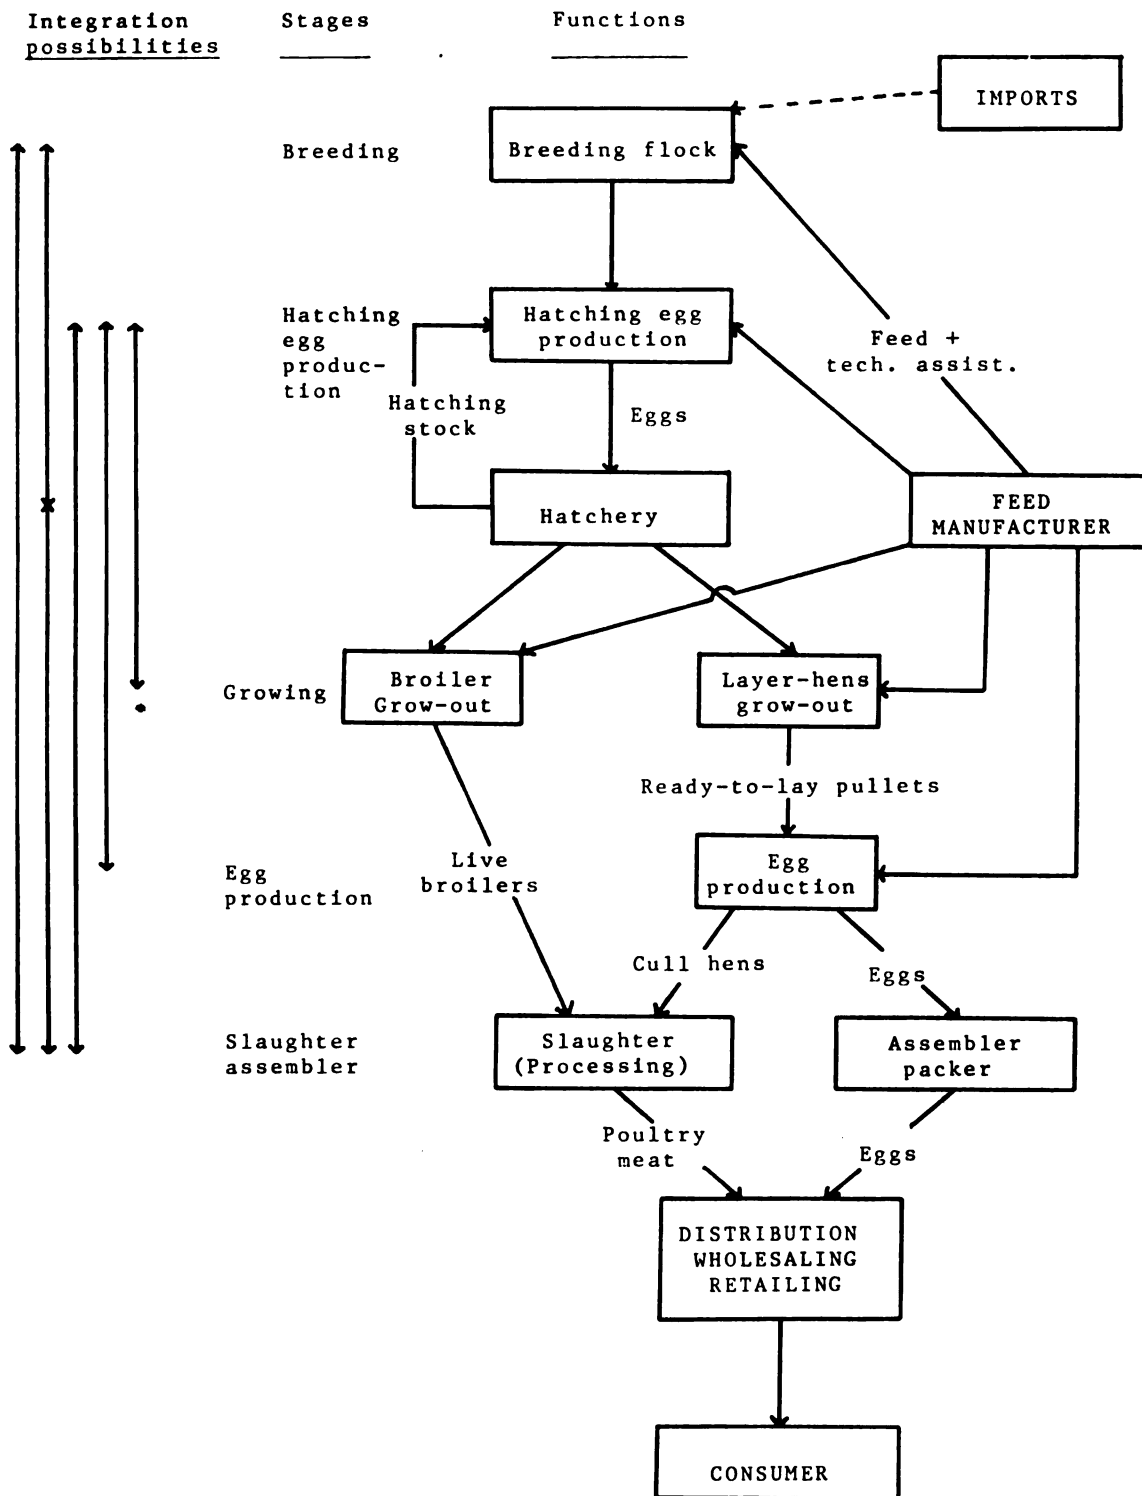 Integration
possibilities
Stages
Functions
IMPORTS
Breeding
Breeding flock
Hatching
egg
produc-
tion
Hatching egg
production
Feed +
tech. assist.
Hatching
stock
Eggs
FEED
MANUFACTURER
Hatchery
Growing
Broiler
Grow-out
Layer-hens
grow-out
Ready-to-lay pullets
Egg
production
Live
broilers
Egg
production
Cull hens
Eggs
Slaughter
assembler
Slaughter
(Processing)
Assembler
packer
Poultry
meat
Eggs
DISTRIBUTION
WHOLESALING
RETAILING
CONSUMER